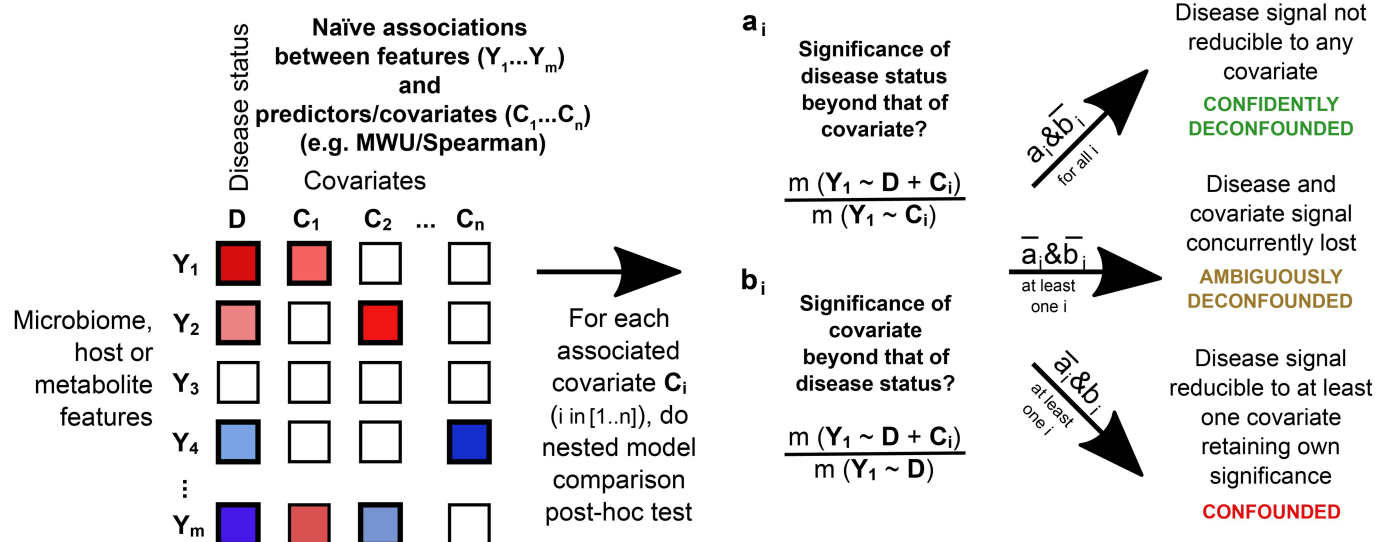 Disease status
Naïve associations
between features (Y₁...Yₘ)
and
predictors/covariates (C₁...Cₙ)
(e.g. MWU/Spearman)
Covariates
D C₁ C₂ ... Cₙ
Y₁
Y₂
Y₃
Y₄
⋮
Yₘ
Microbiome,
host or
metabolite
features
For each
associated
covariate Cᵢ
(i in [1..n]), do
nested model
comparison
post-hoc test
aᵢ
Significance of
disease status
beyond that of
covariate?
m (Y₁ ~ D + Cᵢ)
m (Y₁ ~ Cᵢ)
bᵢ
Significance of
covariate
beyond that of
disease status?
m (Y₁ ~ D + Cᵢ)
m (Y₁ ~ D)
aᵢ&b̅ᵢ
for all i
Disease signal not
reducible to any
covariate
CONFIDENTLY
DECONFOUNDED
a̅ᵢ&b̅ᵢ
at least
one i
Disease and
covariate signal
concurrently lost
AMBIGUOUSLY
DECONFOUNDED
a̅ᵢ&bᵢ
at least
one i
Disease signal
reducible to at least
one covariate
retaining own
significance
CONFOUNDED